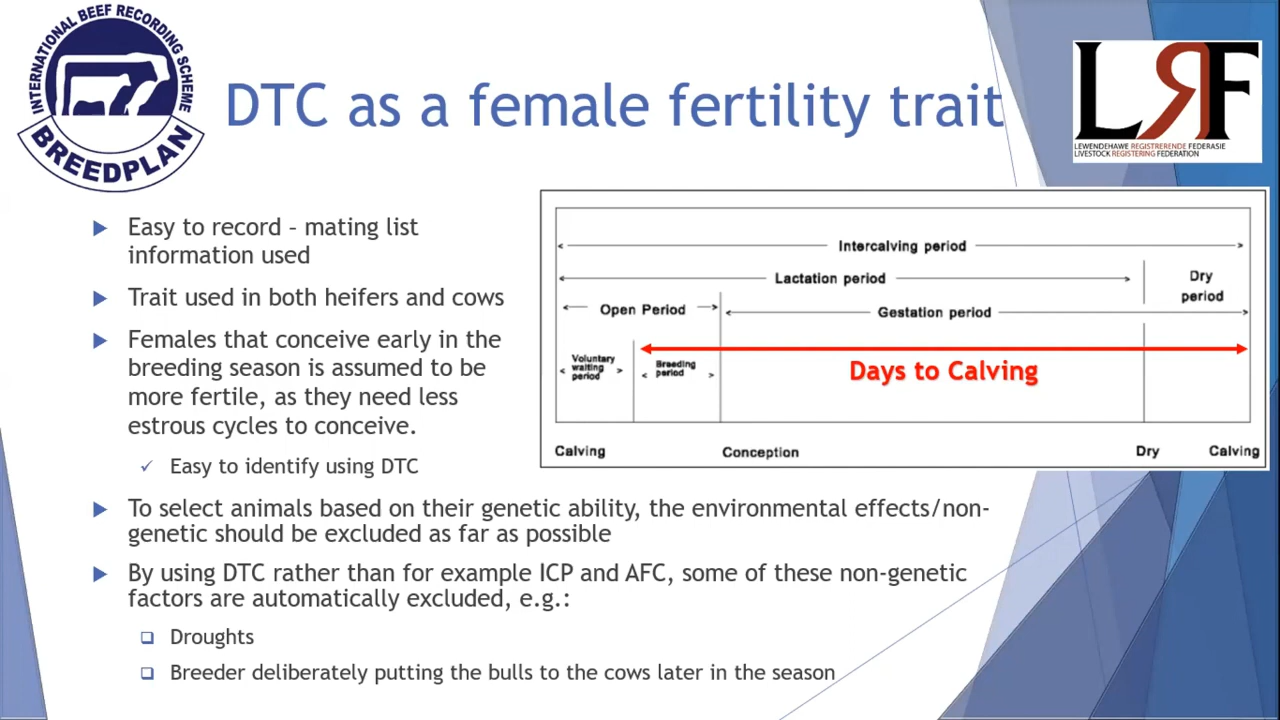 INTERNATIONAL BEEF RECORDING SCHEME
BREEDPLAN
DTC as a female fertility trait
LRF
LEWENDEHAWE REGISTRERENDE FEDERASIE
LIVESTOCK REGISTERING FEDERATION
Easy to record – mating list
information used
Trait used in both heifers and cows
Females that conceive early in the
breeding season is assumed to be
more fertile, as they need less
estrous cycles to conceive.
Easy to identify using DTC
To select animals based on their genetic ability, the environmental effects/non-
genetic should be excluded as far as possible
By using DTC rather than for example ICP and AFC, some of these non-genetic
factors are automatically excluded, e.g.:
Droughts
Breeder deliberately putting the bulls to the cows later in the season
Intercalving period
Lactation period
Dry
period
Open Period
Gestation period
Voluntary
waiting
period
Breeding
period
Days to Calving
Calving
Conception
Dry
Calving